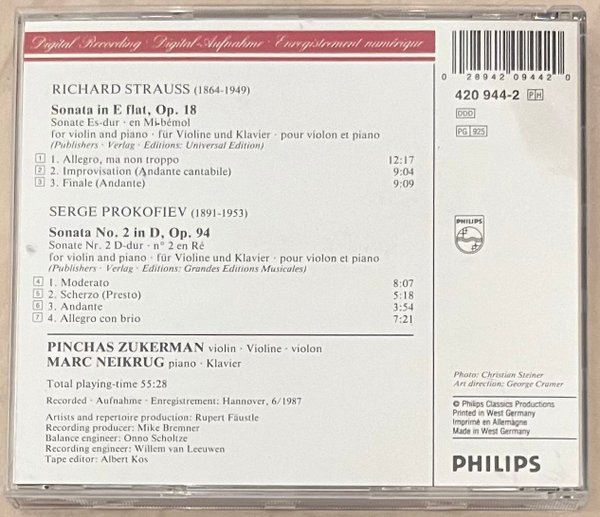 Digital Recording · Digital-Aufnahme · Enregistrement numérique
RICHARD STRAUSS (1864-1949)
Sonata in E flat, Op. 18
Sonate Es-dur · en Mi-bémol
for violin and piano · für Violine und Klavier · pour violon et piano
(Publishers · Verlag · Editions: Universal Edition)
1 1. Allegro, ma non troppo 12:17
2 2. Improvisation (Andante cantabile) 9:04
3 3. Finale (Andante) 9:09
SERGE PROKOFIEV (1891-1953)
Sonata No. 2 in D, Op. 94
Sonate Nr. 2 D-dur · n° 2 en Ré
for violin and piano · für Violine und Klavier · pour violon et piano
(Publishers · Verlag · Editions: Grandes Editions Musicales)
4 1. Moderato 8:07
5 2. Scherzo (Presto) 5:18
6 3. Andante 3:54
7 4. Allegro con brio 7:21
PINCHAS ZUKERMAN violin · Violine · violon
MARC NEIKRUG piano · Klavier
Total playing-time 55:28
Recorded · Aufnahme · Enregistrement: Hannover, 6/1987
Artists and repertoire production: Rupert Fäustle
Recording producer: Mike Bremner
Balance engineer: Onno Scholtze
Recording engineer: Willem van Leeuwen
Tape editor: Albert Kos
0 28942 09442 0
420 944-2 PH
DDD
PG 925
PHILIPS
Photo: Christian Steiner
Art direction: George Cramer
© Philips Classics Productions
Printed in West Germany
Imprimé en Allemagne
Made in West Germany
PHILIPS